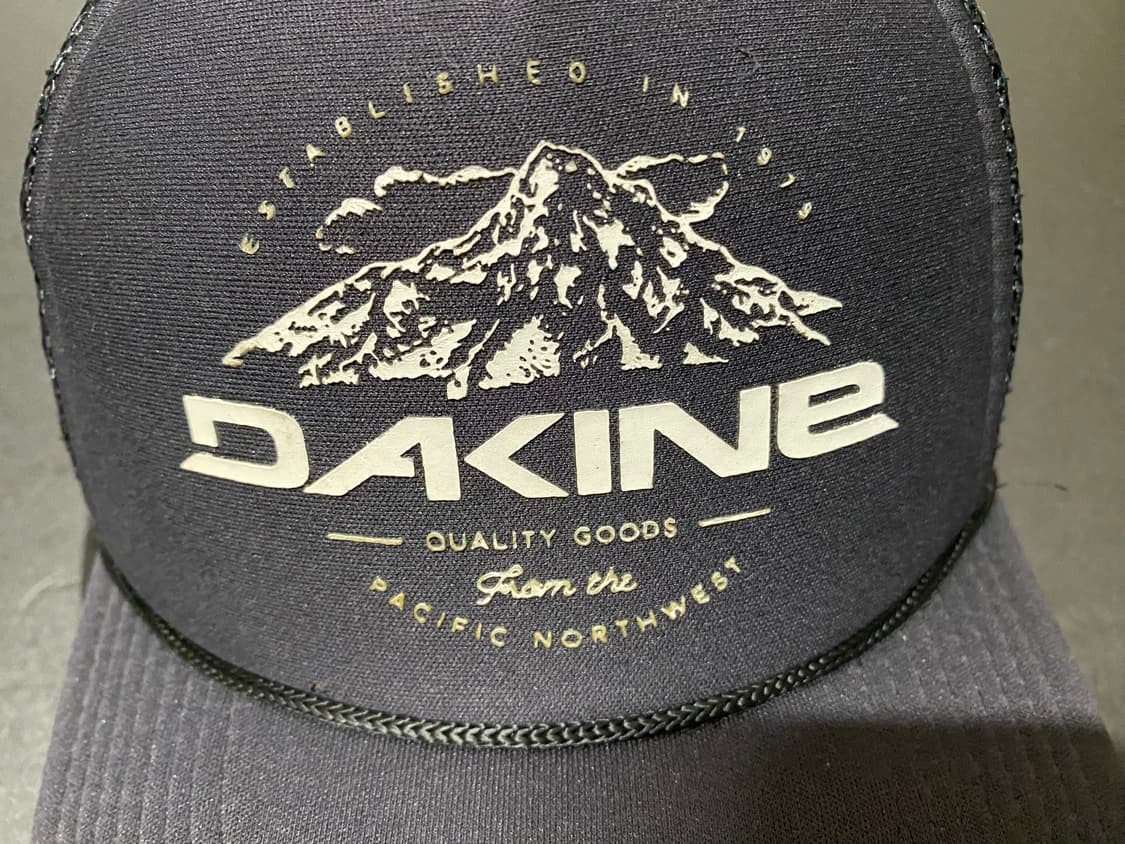 ESTABLISHED IN 1979
DAKINE
QUALITY GOODS
From the
PACIFIC NORTHWEST